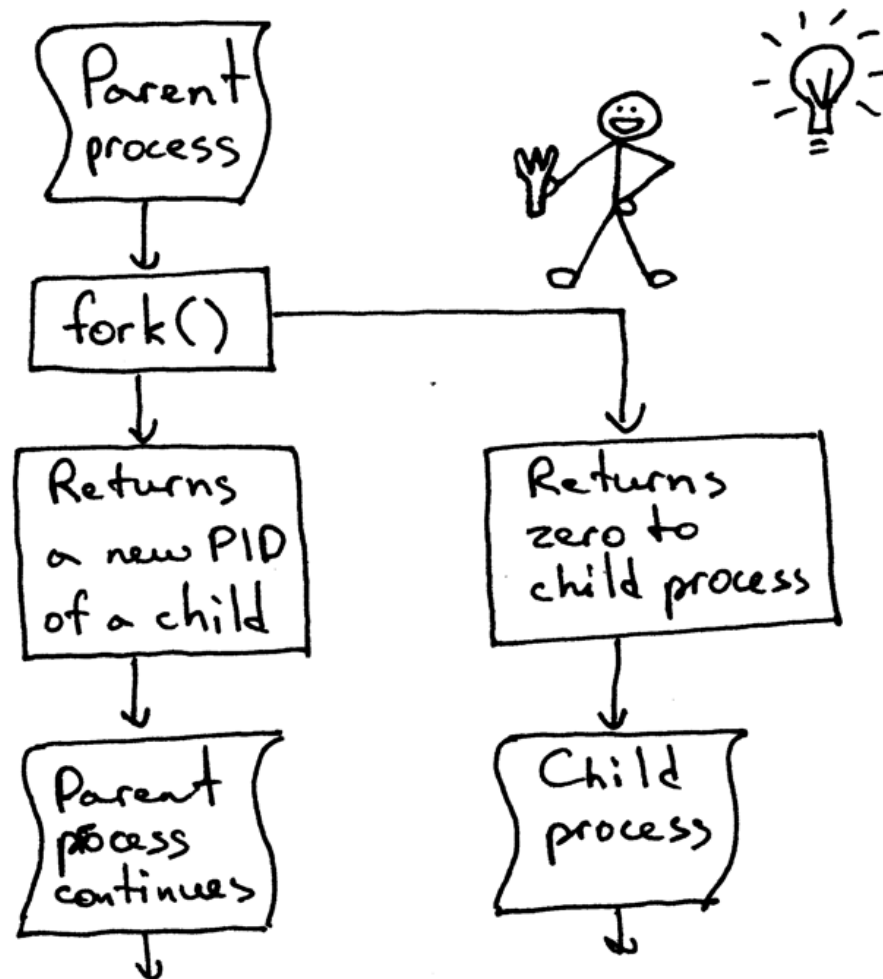 Parent
process
fork()
Returns
a new PID
of a child
Returns
zero to
child process
Parent
process
continues
Child
process